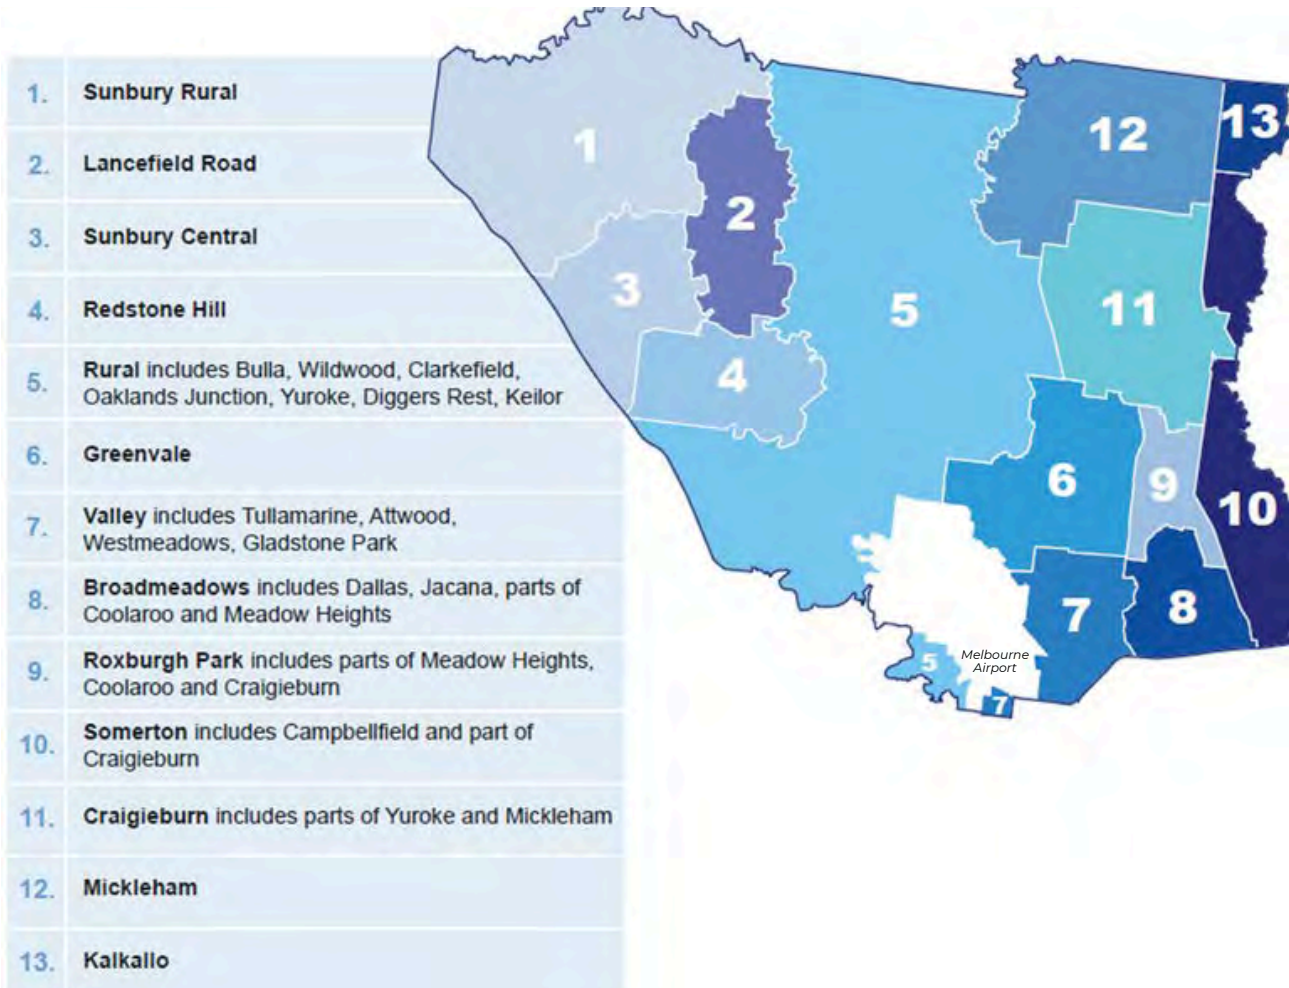 1. Sunbury Rural
2. Lancefield Road
3. Sunbury Central
4. Redstone Hill
5. Rural includes Bulla, Wildwood, Clarkefield,
Oaklands Junction, Yuroke, Diggers Rest, Keilor
6. Greenvale
7. Valley includes Tullamarine, Attwood,
Westmeadows, Gladstone Park
8. Broadmeadows includes Dallas, Jacana, parts of
Coolaroo and Meadow Heights
9. Roxburgh Park includes parts of Meadow Heights,
Coolaroo and Craigieburn
10. Somerton includes Campbellfield and part of
Craigieburn
11. Craigieburn includes parts of Yuroke and Mickleham
12. Mickleham
13. Kalkallo
1
2
3
4
5
6
7
8
9
10
11
12
13
5
7
Melbourne
Airport